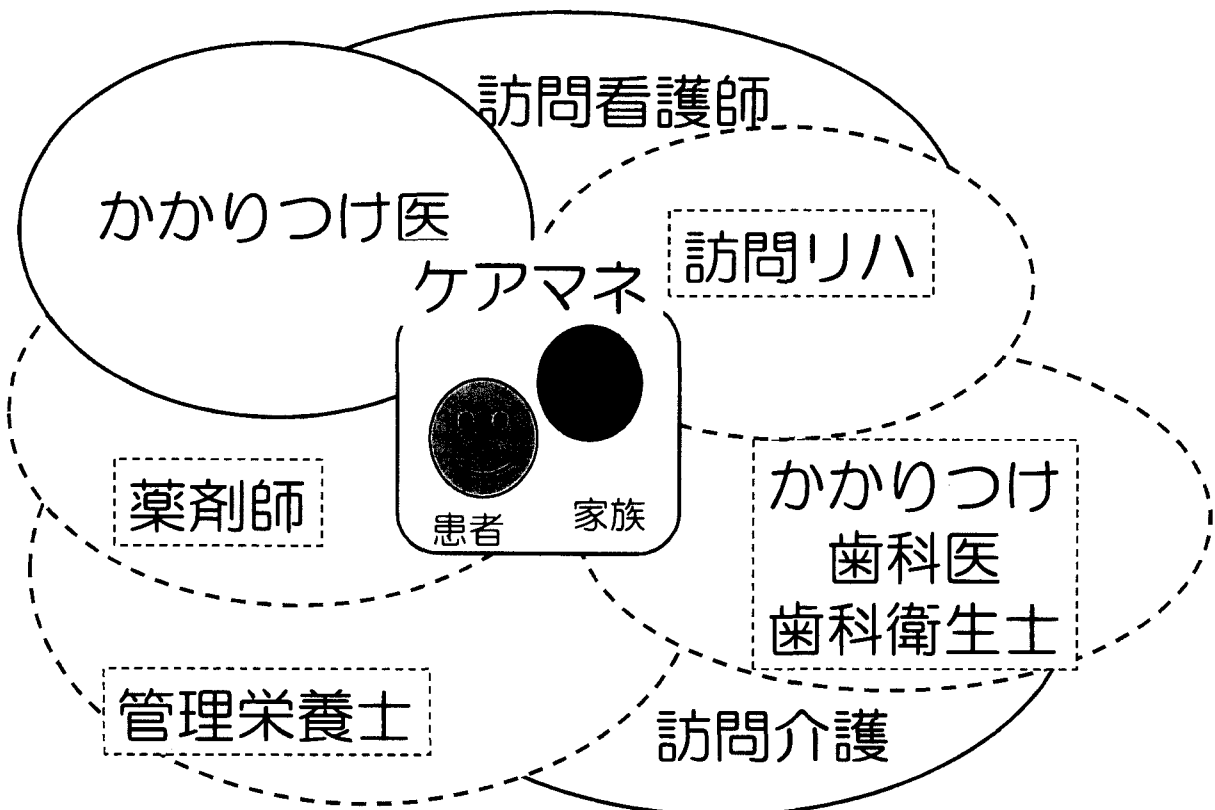 訪問看護師
かかりつけ医
訪問リハ
ケアマネ
患者
家族
薬剤師
かかりつけ
歯科医
歯科衛生士
管理栄養士
訪問介護